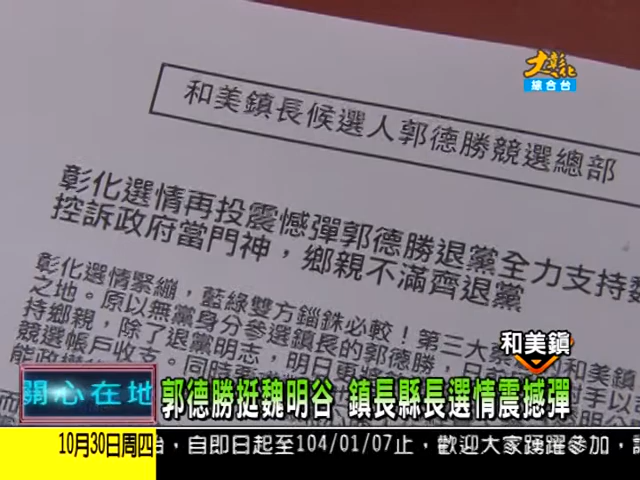 大彰化
綜合台
和美鎮長候選人郭德勝競選總部
彰化選情再投震憾彈郭德勝退黨全力支持魏
控訴政府當門神，鄉親不滿齊退黨
彰化選情緊繃，藍綠雙方錙銖必較！第三大
之地。原以無黨身分參選鎮長的郭德勝，日前
持鄉親，除了退黨明志，明日更將
競選帳戶收支。同時
和美鎮
關心在地
郭德勝挺魏明谷 鎮長縣長選情震撼彈
10月30日周四
台，自即日起至104/01/07止，歡迎大家踴躍參加，